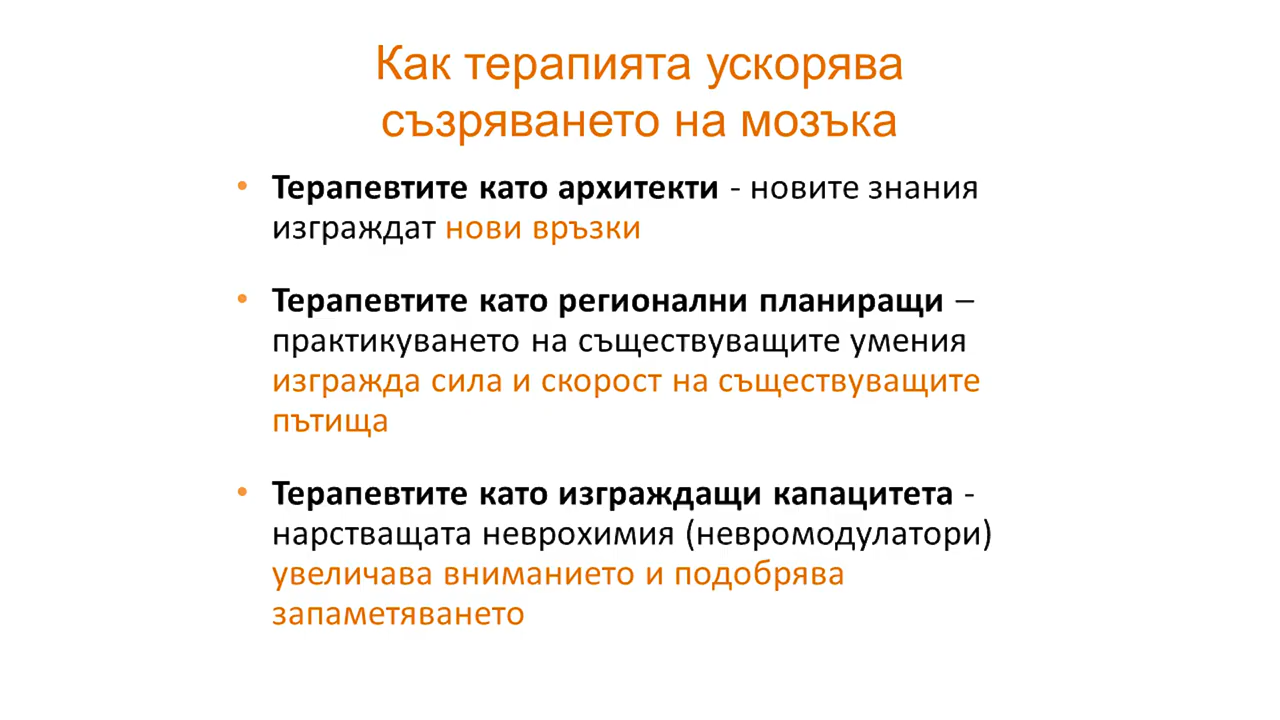 Как терапията ускорява
съзряването на мозъка
• Терапевтите като архитекти - новите знания
изграждат нови връзки
• Терапевтите като регионални планиращи –
практикуването на съществуващите умения
изгражда сила и скорост на съществуващите
пътища
• Терапевтите като изграждащи капацитета -
нарстващата неврохимия (невромодулатори)
увеличава вниманието и подобрява
запаметяването